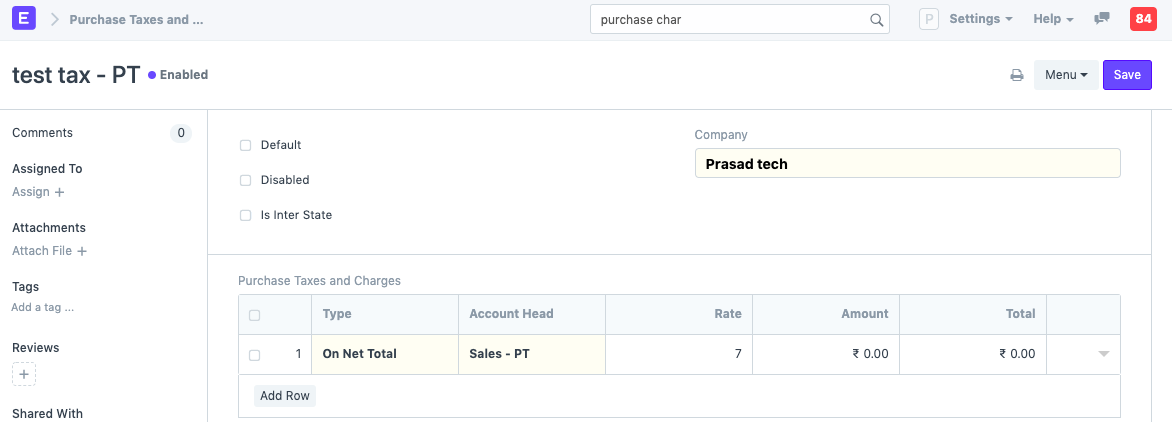 E Purchase Taxes and ... purchase char P Settings Help 84
test tax - PT Enabled Menu Save
Comments 0
Assigned To
Assign +
Attachments
Attach File +
Tags
Add a tag ...
Reviews
+
Shared With
Default
Disabled
Is Inter State
Company
Prasad tech
Purchase Taxes and Charges
Type Account Head Rate Amount Total
1 On Net Total Sales - PT 7 ₹ 0.00 ₹ 0.00
Add Row